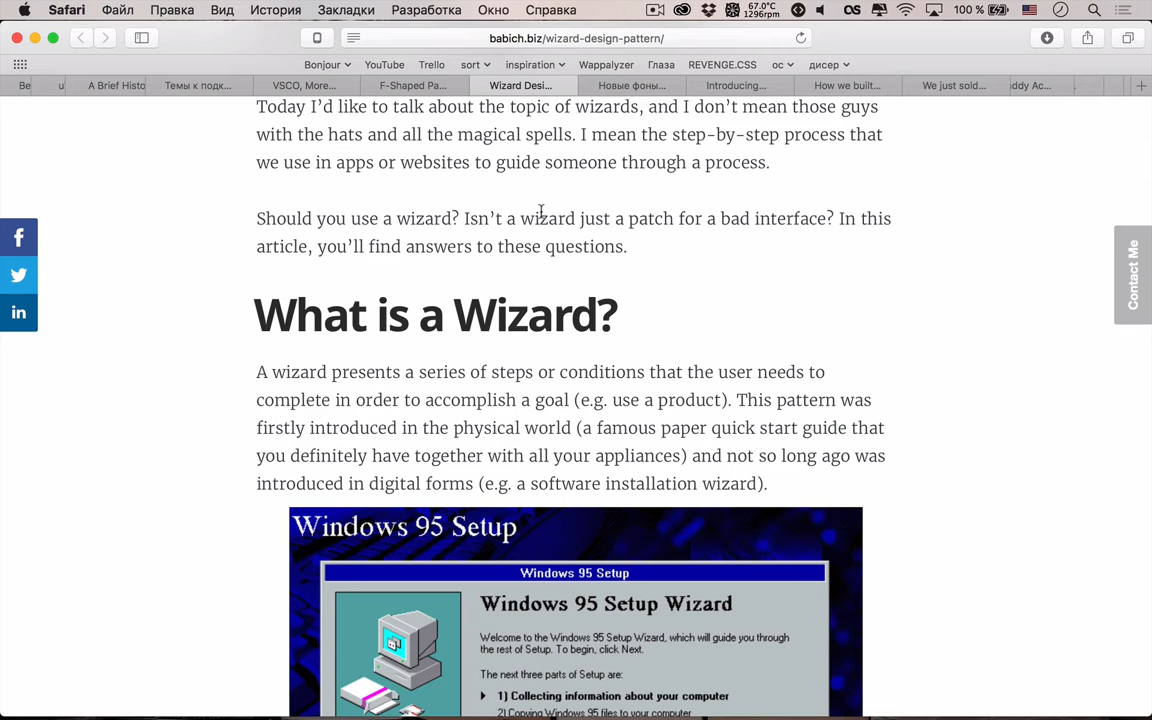 Safari Файл Правка Вид История Закладки Разработка Окно Справка 67.0°C 1296rpm 100 %
babich.biz/wizard-design-pattern/
Bonjour YouTube Trello sort inspiration Wappalyzer Глаза REVENGE.CSS ос дисер
Be u A Brief Histo Темы к подк... VSCO, More... F-Shaped Pa... Wizard Desi... Новые фоны... Introducing... How we built... We just sold... ddy Ac...
Today I’d like to talk about the topic of wizards, and I don’t mean those guys
with the hats and all the magical spells. I mean the step-by-step process that
we use in apps or websites to guide someone through a process.
Should you use a wizard? Isn’t a wizard just a patch for a bad interface? In this
article, you’ll find answers to these questions.
Contact Me
What is a Wizard?
A wizard presents a series of steps or conditions that the user needs to
complete in order to accomplish a goal (e.g. use a product). This pattern was
firstly introduced in the physical world (a famous paper quick start guide that
you definitely have together with all your appliances) and not so long ago was
introduced in digital forms (e.g. a software installation wizard).
Windows 95 Setup
Windows 95 Setup
Windows 95 Setup Wizard
Welcome to the Windows 95 Setup Wizard, which will guide you through
the rest of Setup. To begin, click Next.
The next three parts of Setup are:
1) Collecting information about your computer
2) Copying Windows 95 files to your computer